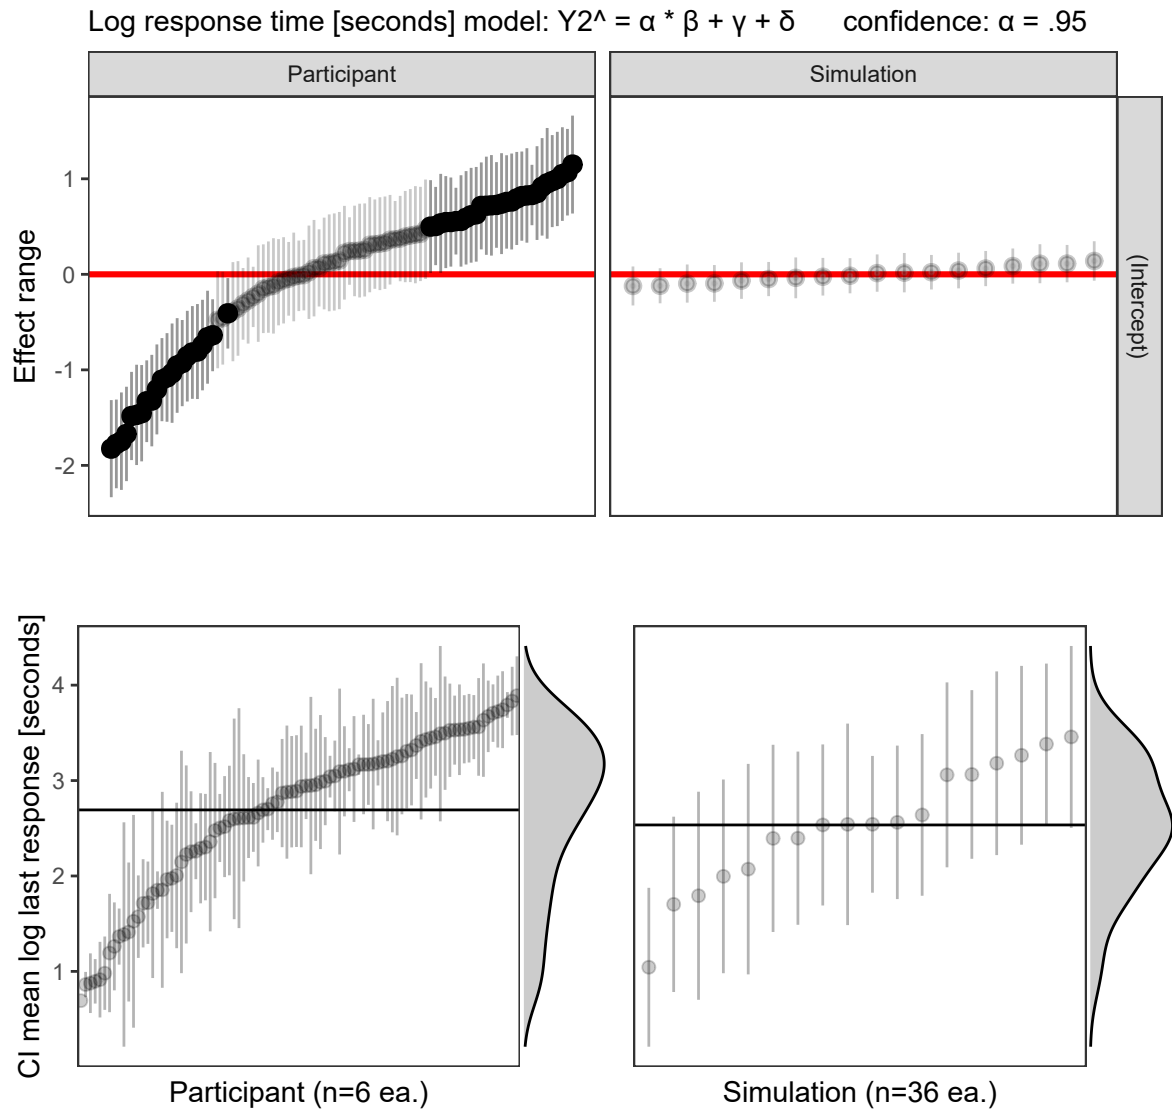 Log response time [seconds] model: Y2^ = α * β + γ + δ confidence: α = .95
Participant
Simulation
Effect range
1
0
-1
-2
(Intercept)
CI mean log last response [seconds]
4
3
2
1
Participant (n=6 ea.)
Simulation (n=36 ea.)